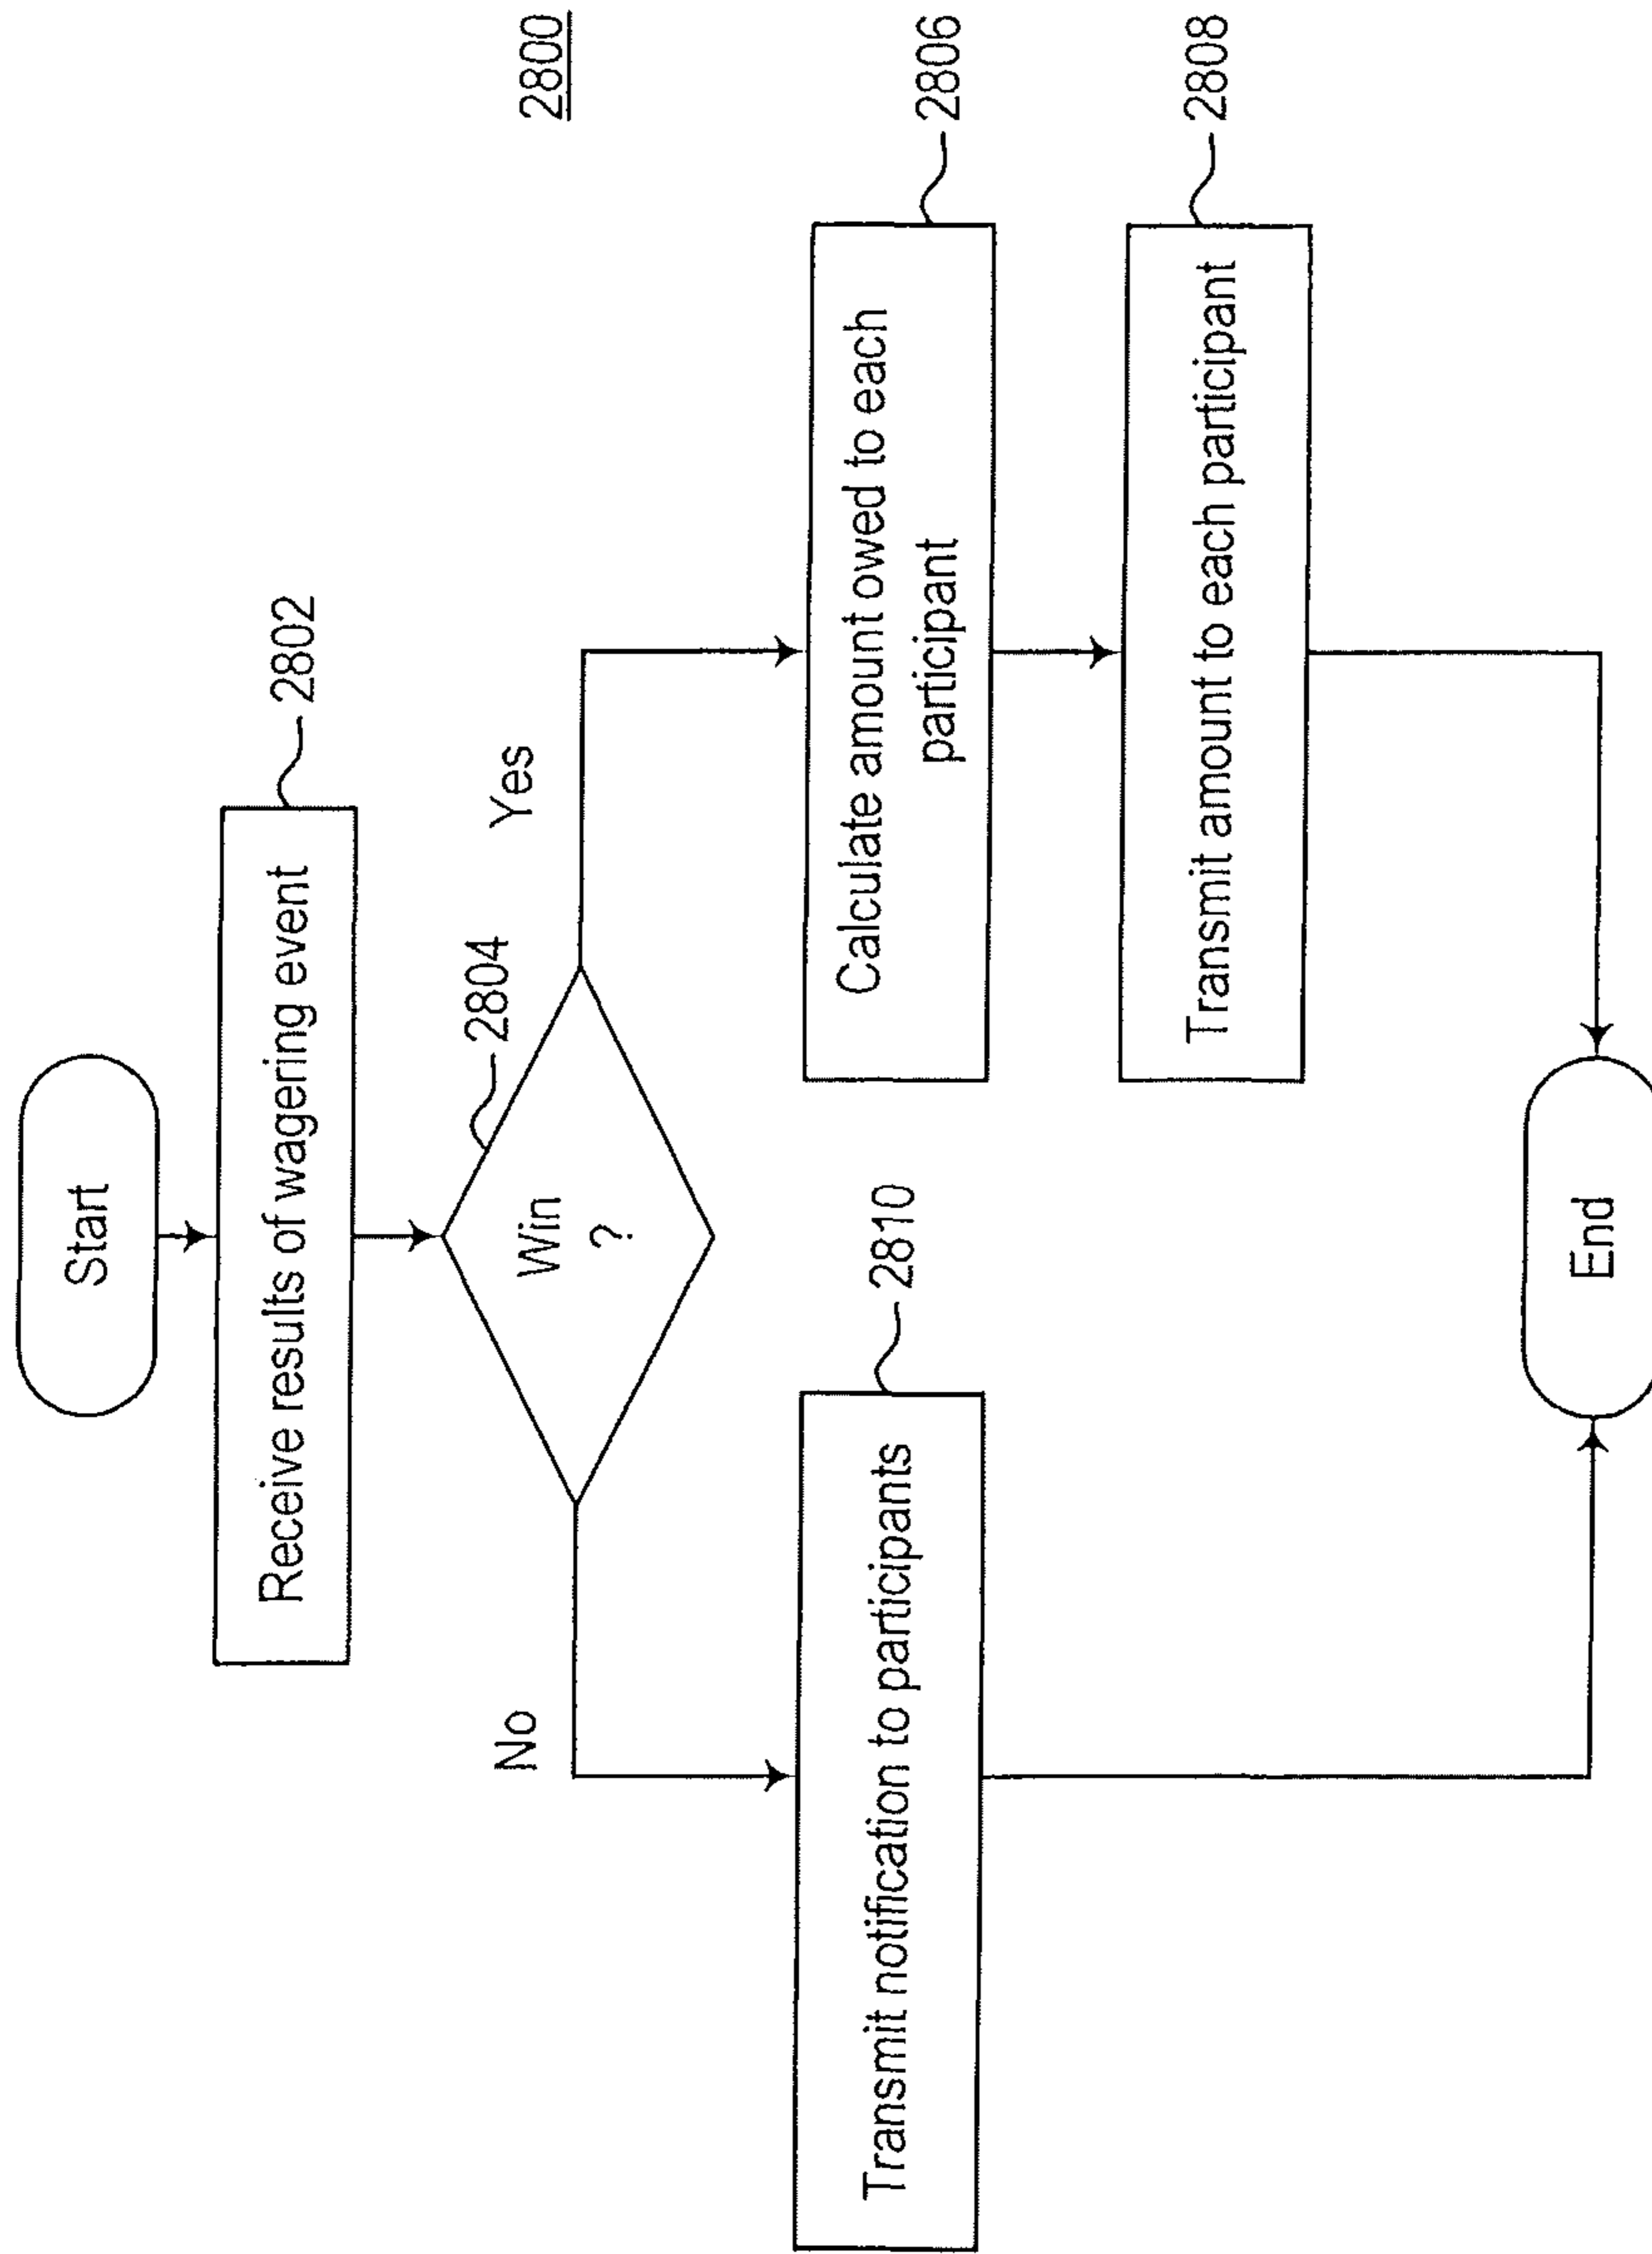 2800
Start
2802
Receive results of wagering event
2804
Win
?
Yes
No
2806
Calculate amount owed to each
participant
2810
Transmit notification to participants
2808
Transmit amount to each participant
End